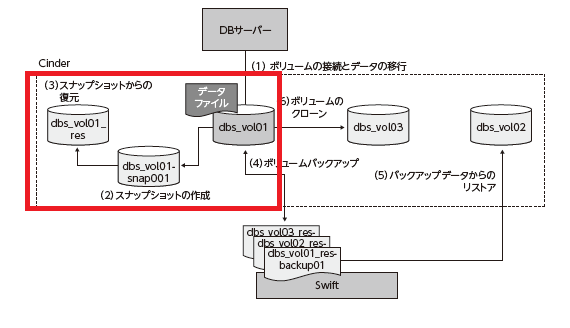 DBサーバー
Cinder
(1) ボリュームの接続とデータの移行
(3)スナップショットからの
復元
データ
ファイル
6)ボリュームの
クローン
dbs_vol01_
res
dbs_vol01
dbs_vol03
dbs_vol02
dbs_vol01-
snap001
(4)ボリュームバックアップ
(5)バックアップデータからの
リストア
(2)スナップショットの作成
dbs_vol03_res-
dbs_vol02_res-
dbs_vol01_res-
backup01
Swift